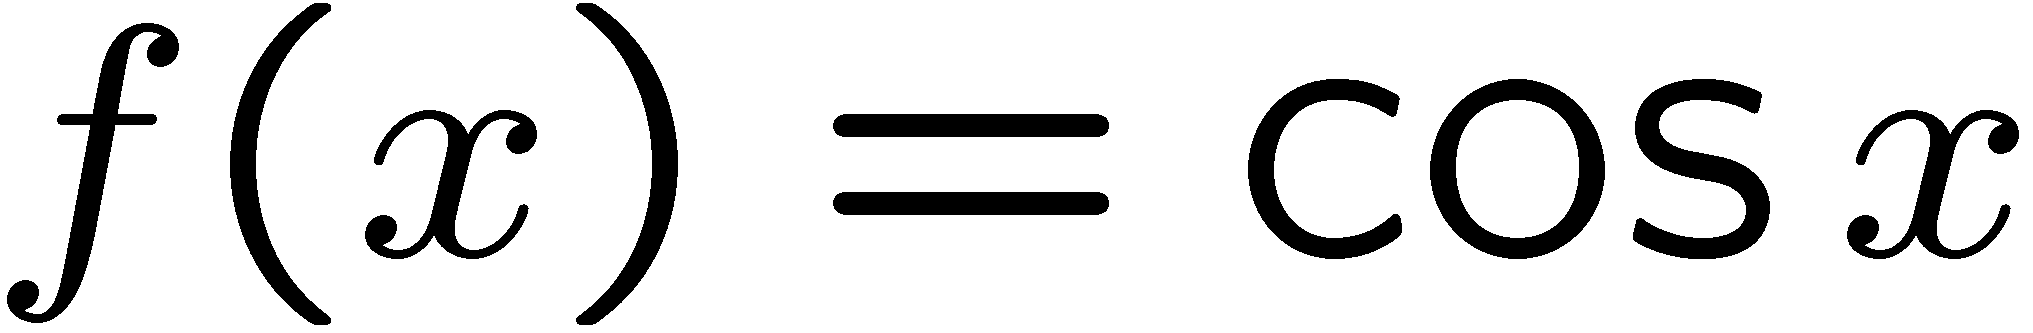 f(x) = cos x